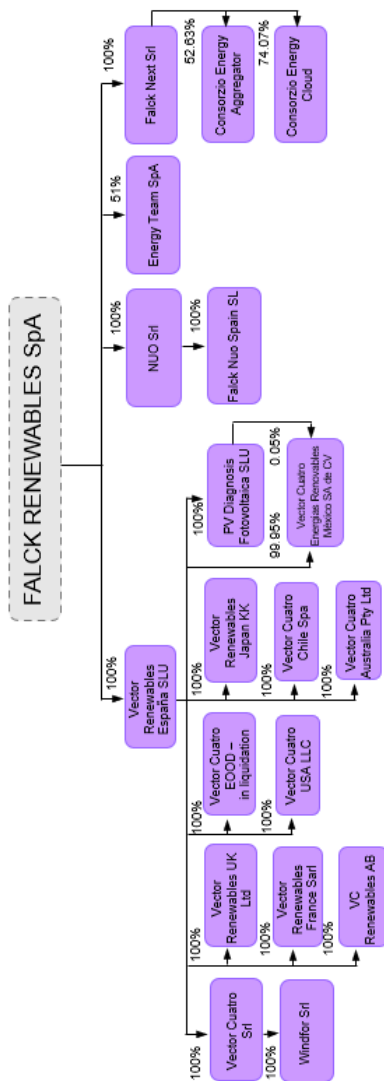 FALCK RENEWABLES SpA
100%
100%
51%
100%
Vector
Renewables
España SLU
NUO Srl
Energy Team SpA
Falck Next Srl
100%
52.63%
Falck Nuo Spain SL
Consorzio Energy
Aggregator
74.07%
Consorzio Energy
Cloud
100%
100%
100%
100%
100%
Vector Cuatro
Srl
Vector
Renewables UK
Ltd
Vector Cuatro
EOOD –
in liquidation
Vector
Renewables
Japan KK
PV Diagnosis
Fotovoltaica SLU
100%
100%
100%
100%
99.95%
0.05%
Windfor Srl
Vector
Renewables
France Sarl
Vector Cuatro
USA LLC
Vector Cuatro
Chile Spa
Vector Cuatro
Energias Renovables
México SA de CV
100%
100%
VC
Renewables AB
Vector Cuatro
Australia Pty Ltd